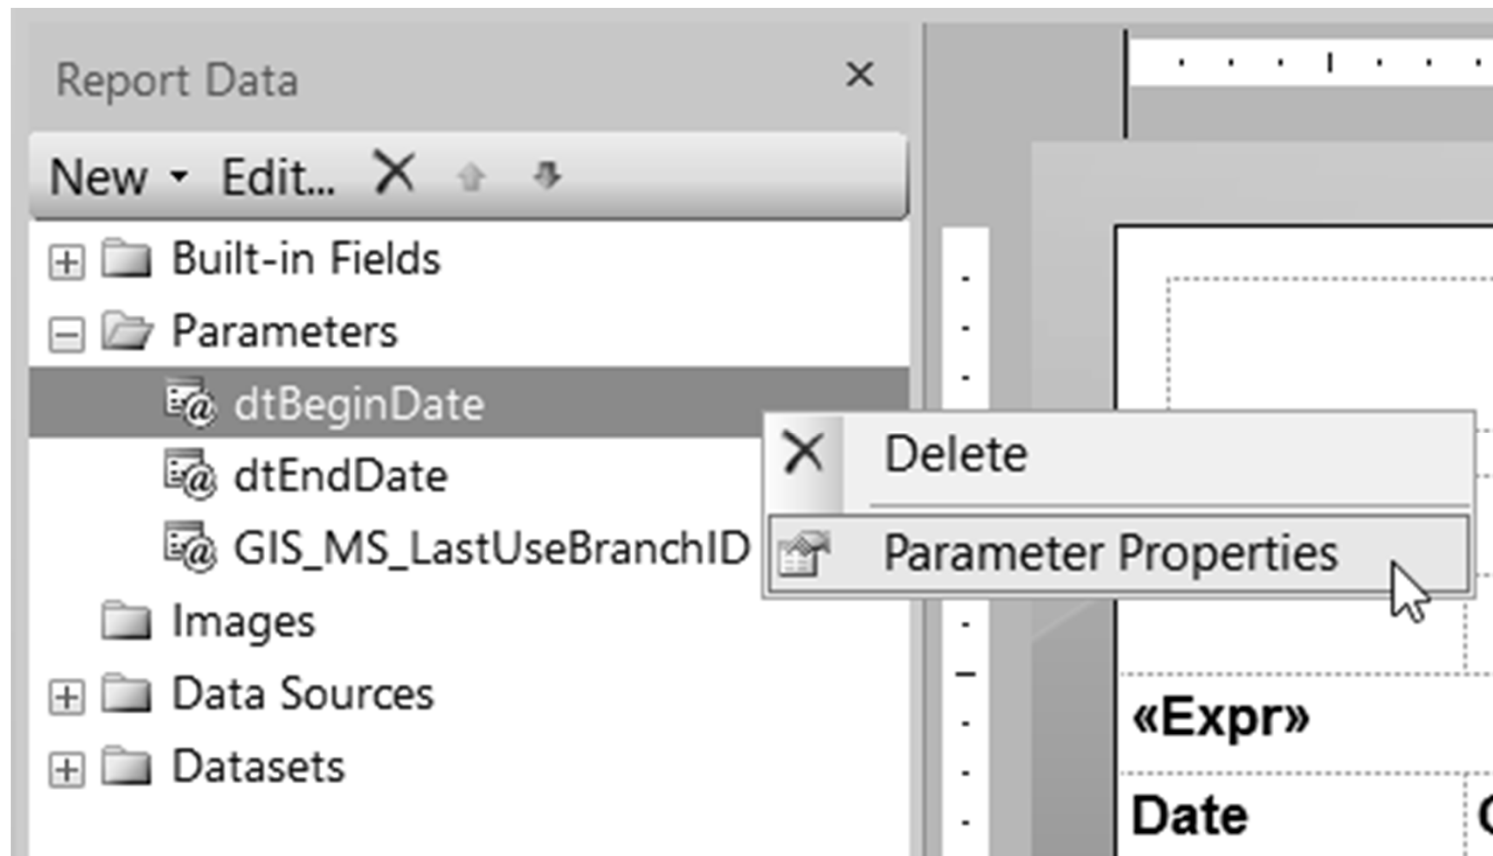 Report Data
New Edit...
Built-in Fields
Parameters
dtBeginDate
Delete
dtEndDate
GIS_MS_LastUseBranchID
Parameter Properties
Images
Data Sources
«Expr»
Datasets
Date